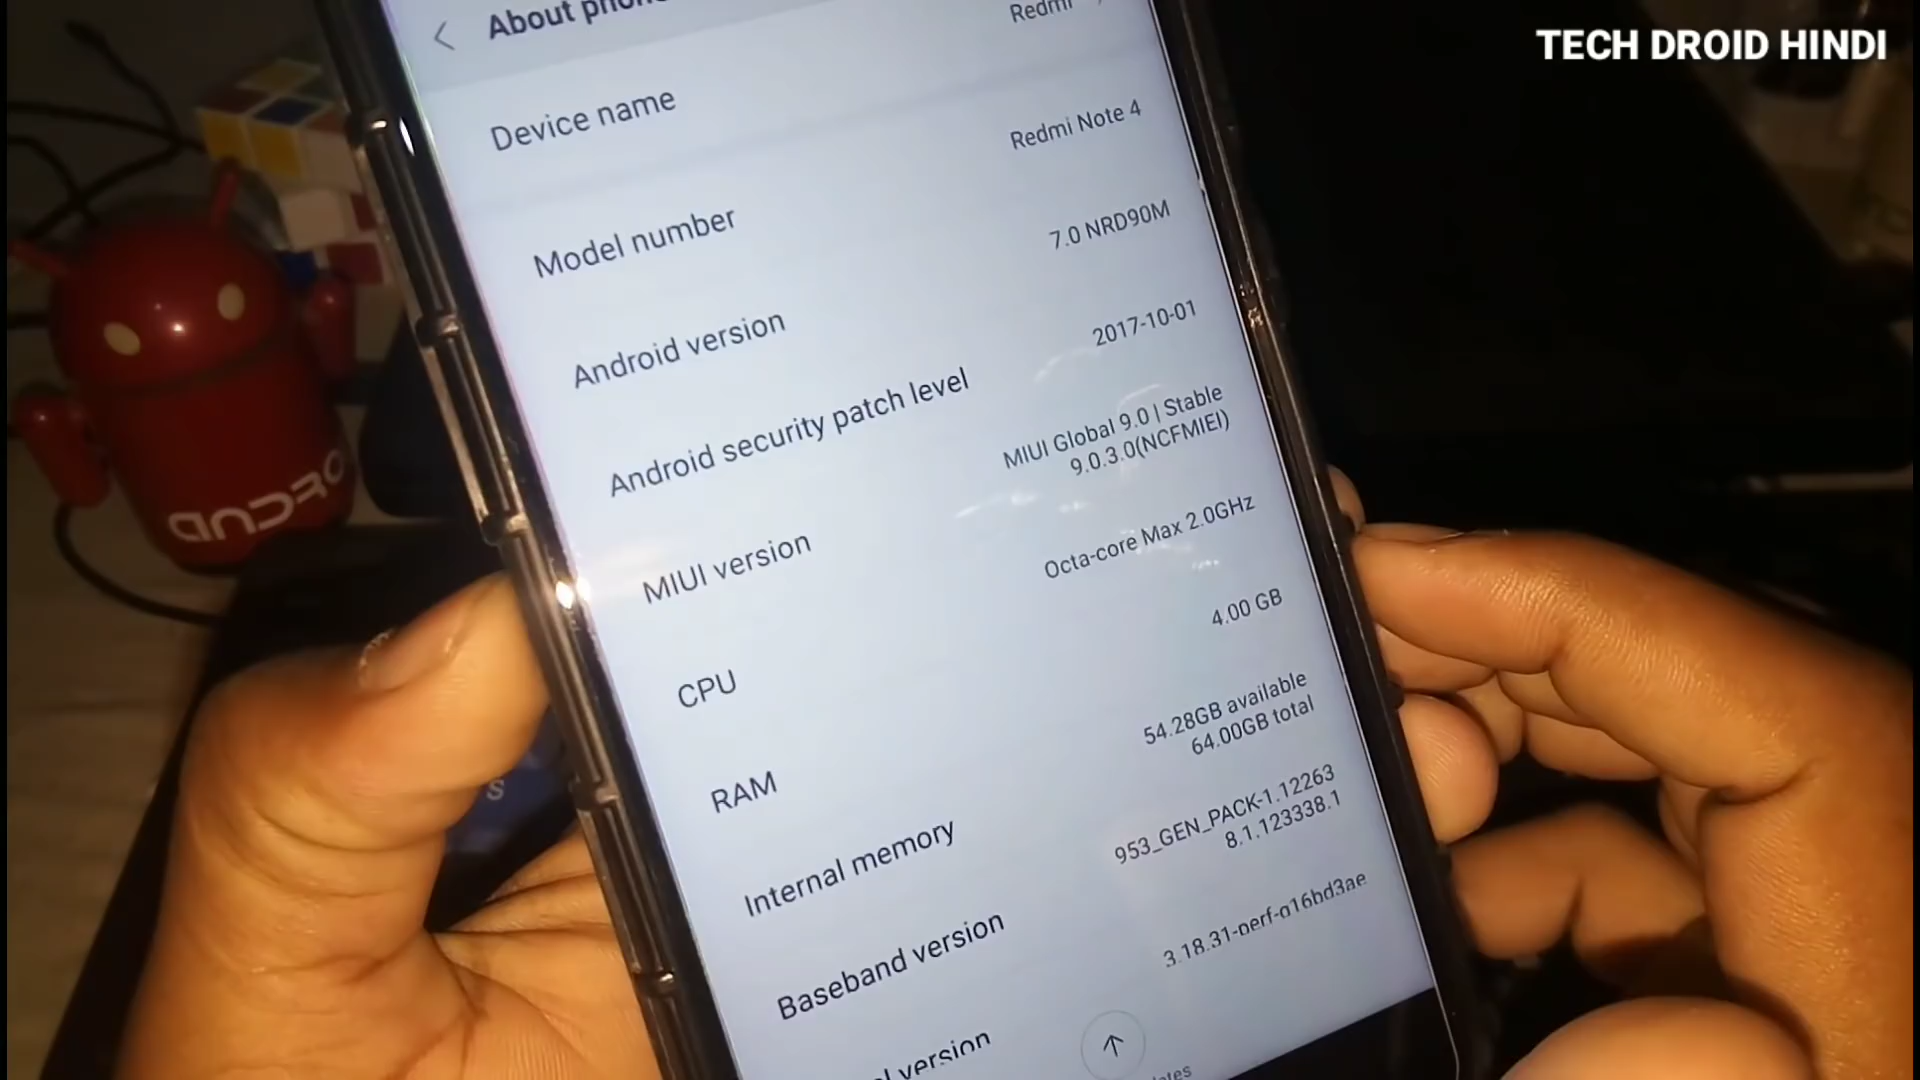 TECH DROID HINDI
About phone
Device name
Redmi
Model number
Redmi Note 4
Android version
7.0 NRD90M
Android security patch level
2017-10-01
MIUI version
MIUI Global 9.0 | Stable
9.0.3.0(NCFMIEI)
CPU
Octa-core Max 2.0GHz
RAM
4.00 GB
Internal memory
54.28GB available
64.00GB total
Baseband version
953_GEN_PACK-1.12263
8.1.123338.1
version
3.18.31-perf-g16bd3ae
ANDRO
S